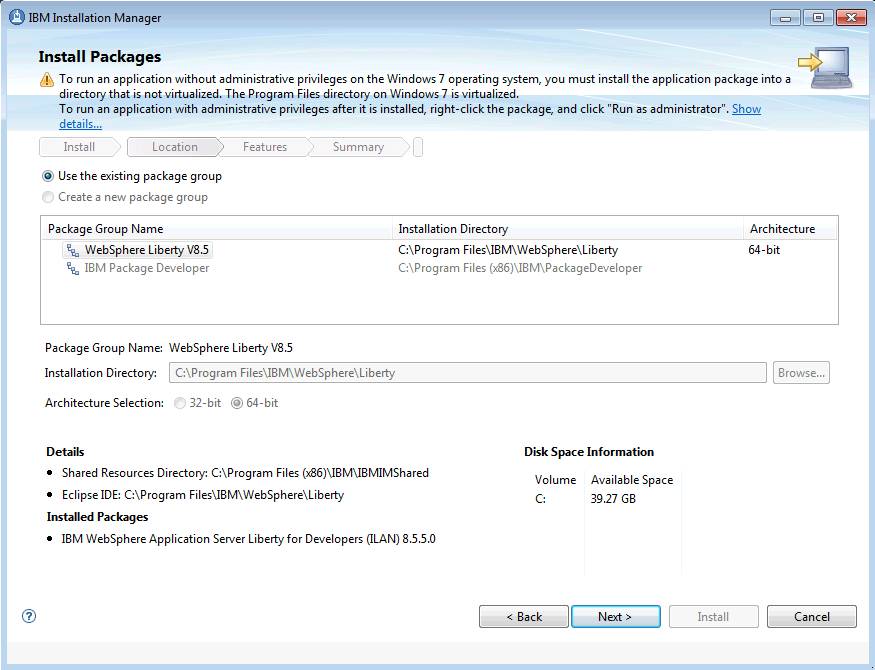 IBM Installation Manager
Install Packages
To run an application without administrative privileges on the Windows 7 operating system, you must install the application package into a
directory that is not virtualized. The Program Files directory on Windows 7 is virtualized.
To run an application with administrative privileges after it is installed, right-click the package, and click "Run as administrator". Show
details...
Install Location Features Summary
Use the existing package group
Create a new package group
Package Group Name Installation Directory Architecture
WebSphere Liberty V8.5 C:\Program Files\IBM\WebSphere\Liberty 64-bit
IBM Package Developer C:\Program Files (x86)\IBM\PackageDeveloper
Package Group Name: WebSphere Liberty V8.5
Installation Directory: C:\Program Files\IBM\WebSphere\Liberty Browse...
Architecture Selection: 32-bit 64-bit
Details Disk Space Information
Shared Resources Directory: C:\Program Files (x86)\IBM\IBMIMShared Volume Available Space
Eclipse IDE: C:\Program Files\IBM\WebSphere\Liberty C: 39.27 GB
Installed Packages
IBM WebSphere Application Server Liberty for Developers (ILAN) 8.5.5.0
? < Back Next > Install Cancel